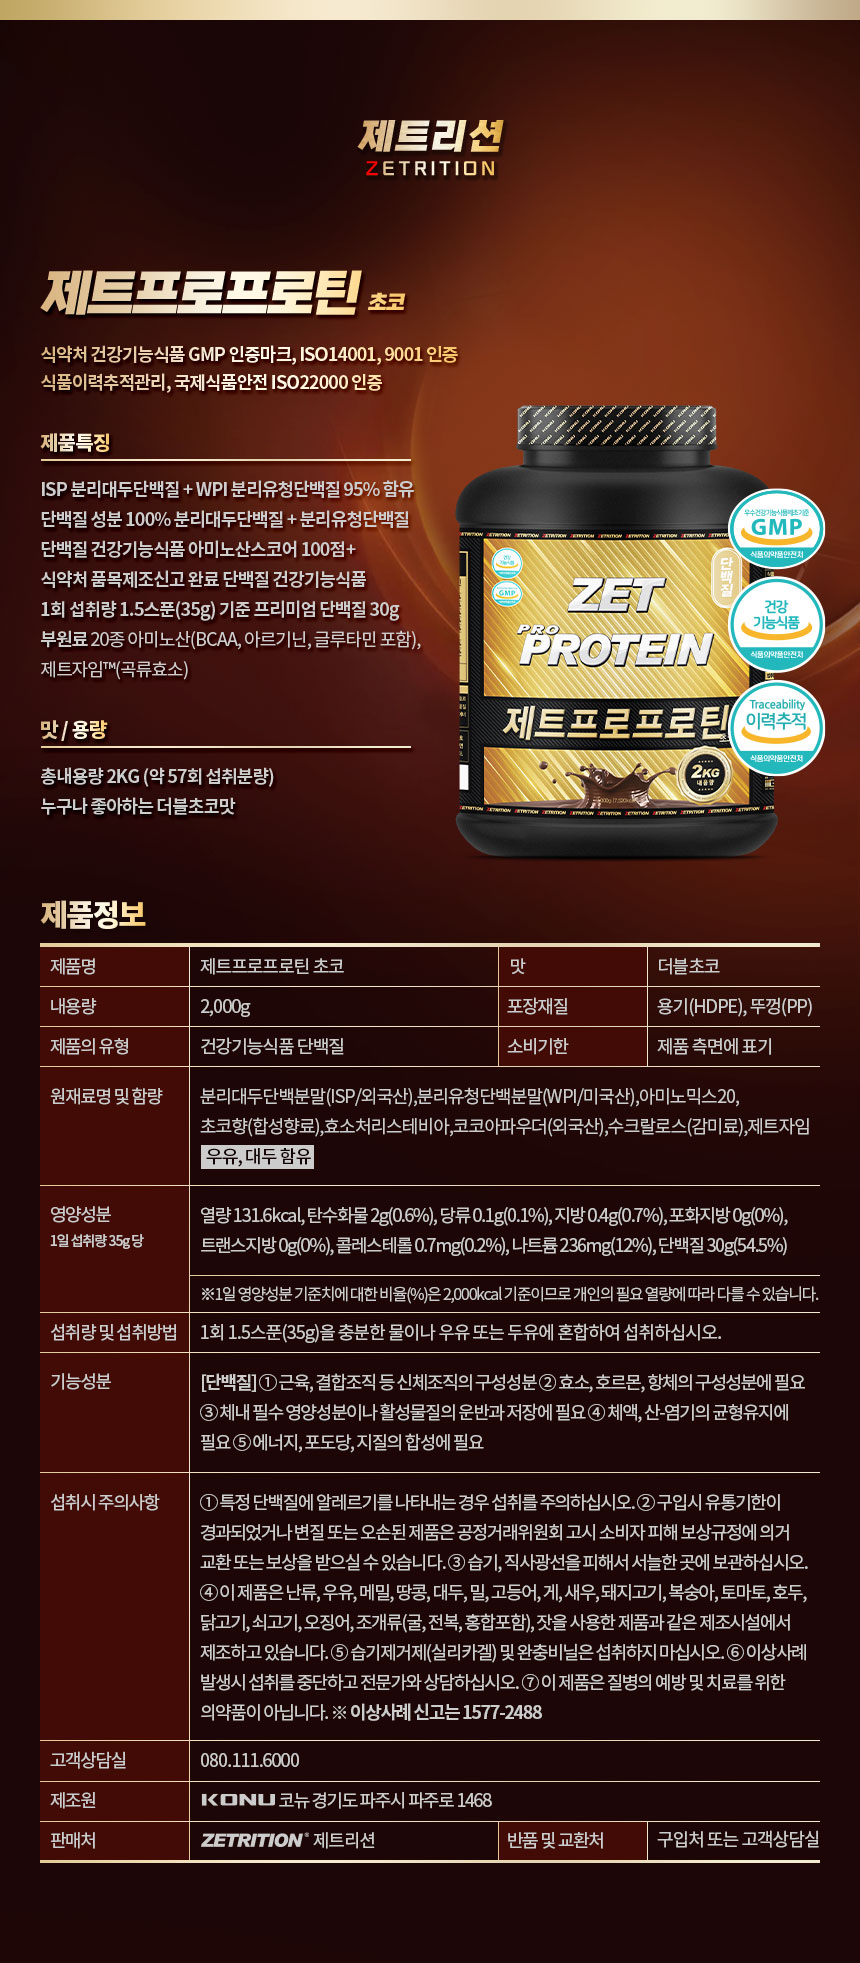 제트리션
ZETRITION
제트프로프로틴 초코
식약처 건강기능식품 GMP 인증마크, ISO14001, 9001 인증
식품이력추적관리, 국제식품안전 ISO22000 인증
제품특징
ISP 분리대두단백질 + WPI 분리유청단백질 95% 함유
단백질 성분 100% 분리대두단백질 + 분리유청단백질
단백질 건강기능식품 아미노산스코어 100점+
식약처 품목제조신고 완료 단백질 건강기능식품
1회 섭취량 1.5스푼(35g) 기준 프리미엄 단백질 30g
부원료 20종 아미노산(BCAA, 아르기닌, 글루타민 포함),
제트자임™(곡류효소)
맛 / 용량
총내용량 2KG (약 57회 섭취분량)
누구나 좋아하는 더블초코맛
단백질
ZET
PRO
PROTEIN
제트프로프로틴
2KG
내용량
우수건강기능식품제조기준
GMP
식품의약품안전처
건강
기능식품
식품의약품안전처
Traceability
이력추적
식품의약품안전처
제품정보
제품명 제트프로프로틴 초코 맛 더블초코
내용량 2,000g 포장재질 용기(HDPE), 뚜껑(PP)
제품의 유형 건강기능식품 단백질 소비기한 제품 측면에 표기
원재료명 및 함량 분리대두단백분말(ISP/외국산),분리유청단백분말(WPI/미국산),아미노믹스20,
초코향(합성향료),효소처리스테비아,코코아파우더(외국산),수크랄로스(감미료),제트자임
우유, 대두 함유
영양성분 열량 131.6kcal, 탄수화물 2g(0.6%), 당류 0.1g(0.1%), 지방 0.4g(0.7%), 포화지방 0g(0%),
1일 섭취량 35g 당 트랜스지방 0g(0%), 콜레스테롤 0.7mg(0.2%), 나트륨 236mg(12%), 단백질 30g(54.5%)
※1일 영양성분 기준치에 대한 비율(%)은 2,000kcal 기준이므로 개인의 필요 열량에 따라 다를 수 있습니다.
섭취량 및 섭취방법 1회 1.5스푼(35g)을 충분한 물이나 우유 또는 두유에 혼합하여 섭취하십시오.
기능성분 [단백질] ① 근육, 결합조직 등 신체조직의 구성성분 ② 효소, 호르몬, 항체의 구성성분에 필요
③ 체내 필수 영양성분이나 활성물질의 운반과 저장에 필요 ④ 체액, 산-염기의 균형유지에
필요 ⑤ 에너지, 포도당, 지질의 합성에 필요
섭취시 주의사항 ① 특정 단백질에 알레르기를 나타내는 경우 섭취를 주의하십시오. ② 구입시 유통기한이
경과되었거나 변질 또는 오손된 제품은 공정거래위원회 고시 소비자 피해 보상규정에 의거
교환 또는 보상을 받으실 수 있습니다. ③ 습기, 직사광선을 피해서 서늘한 곳에 보관하십시오.
④ 이 제품은 난류, 우유, 메밀, 땅콩, 대두, 밀, 고등어, 게, 새우, 돼지고기, 복숭아, 토마토, 호두,
닭고기, 쇠고기, 오징어, 조개류(굴, 전복, 홍합포함), 잣을 사용한 제품과 같은 제조시설에서
제조하고 있습니다. ⑤ 습기제거제(실리카겔) 및 완충비닐은 섭취하지 마십시오. ⑥ 이상사례
발생시 섭취를 중단하고 전문가와 상담하십시오. ⑦ 이 제품은 질병의 예방 및 치료를 위한
의약품이 아닙니다. ※ 이상사례 신고는 1577-2488
고객상담실 080.111.6000
제조원 KONU 코뉴 경기도 파주시 파주로 1468
판매처 ZETRITION® 제트리션 반품 및 교환처 구입처 또는 고객상담실